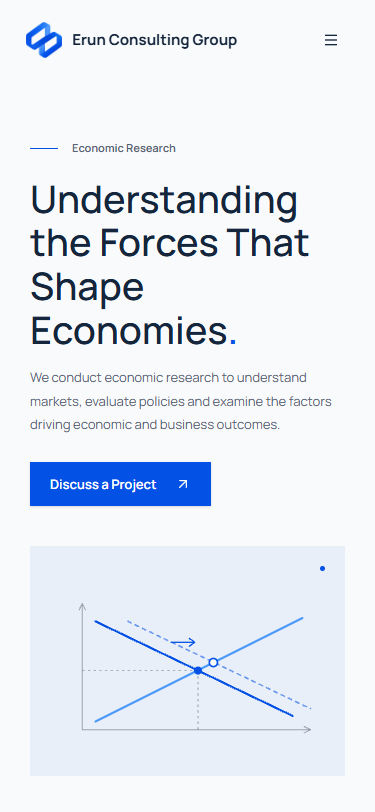 Erun Consulting Group
Economic Research
Understanding
the Forces That
Shape
Economies.
We conduct economic research to understand
markets, evaluate policies and examine the factors
driving economic and business outcomes.
Discuss a Project